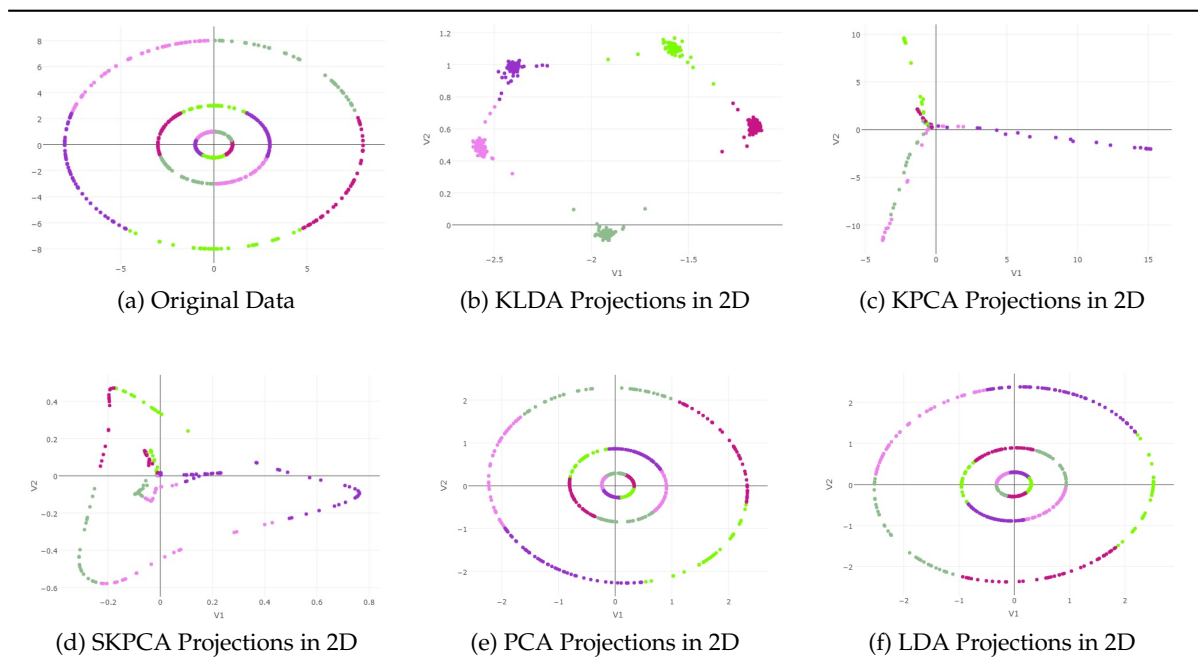 8
6
4
2
0
−2
−4
−6
−8
−5 0 5
(a) Original Data
1.2
1
0.8
0.6
0.4
0.2
0
V2
−2.5 −2 −1.5
V1
(b) KLDA Projections in 2D
10
5
0
−5
−10
V2
−5 0 5 10 15
V1
(c) KPCA Projections in 2D
0.4
0.2
0
−0.2
−0.4
−0.6
V2
−0.2 0 0.2 0.4 0.6 0.8
V1
(d) SKPCA Projections in 2D
2
1
0
−1
−2
V2
−2 −1 0 1 2
V1
(e) PCA Projections in 2D
2
1
0
−1
−2
V2
−2 −1 0 1 2
V1
(f) LDA Projections in 2D